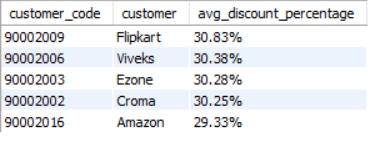 customer_code customer avg_discount_percentage
90002009 Flipkart 30.83%
90002006 Viveks 30.38%
90002003 Ezone 30.28%
90002002 Croma 30.25%
90002016 Amazon 29.33%